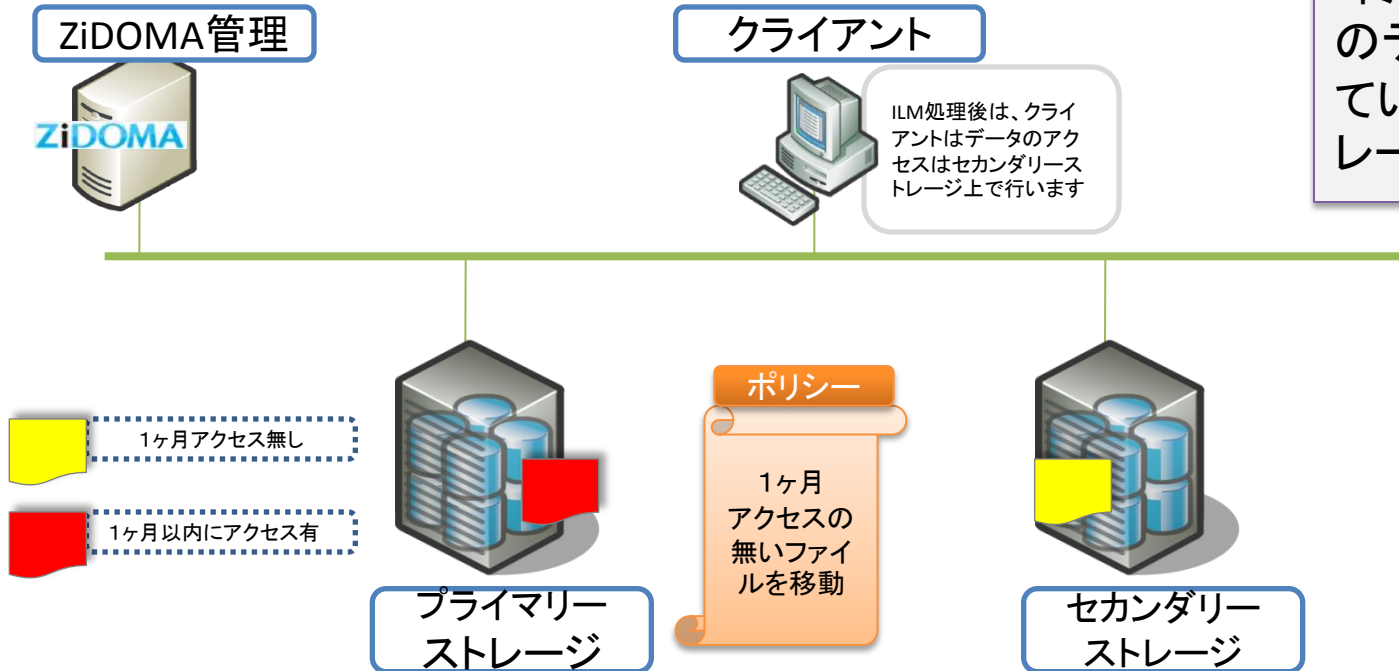 ZiDOMA管理
クライアント
のデ
てい
レー
ZiDOMA
ILM処理後は、クライ
アントはデータのアク
セスはセカンダリース
トレージ上で行います
ポリシー
1ヶ月アクセス無し
1ヶ月以内にアクセス有
1ヶ月
アクセスの
無いファイ
ルを移動
プライマリー
ストレージ
セカンダリー
ストレージ